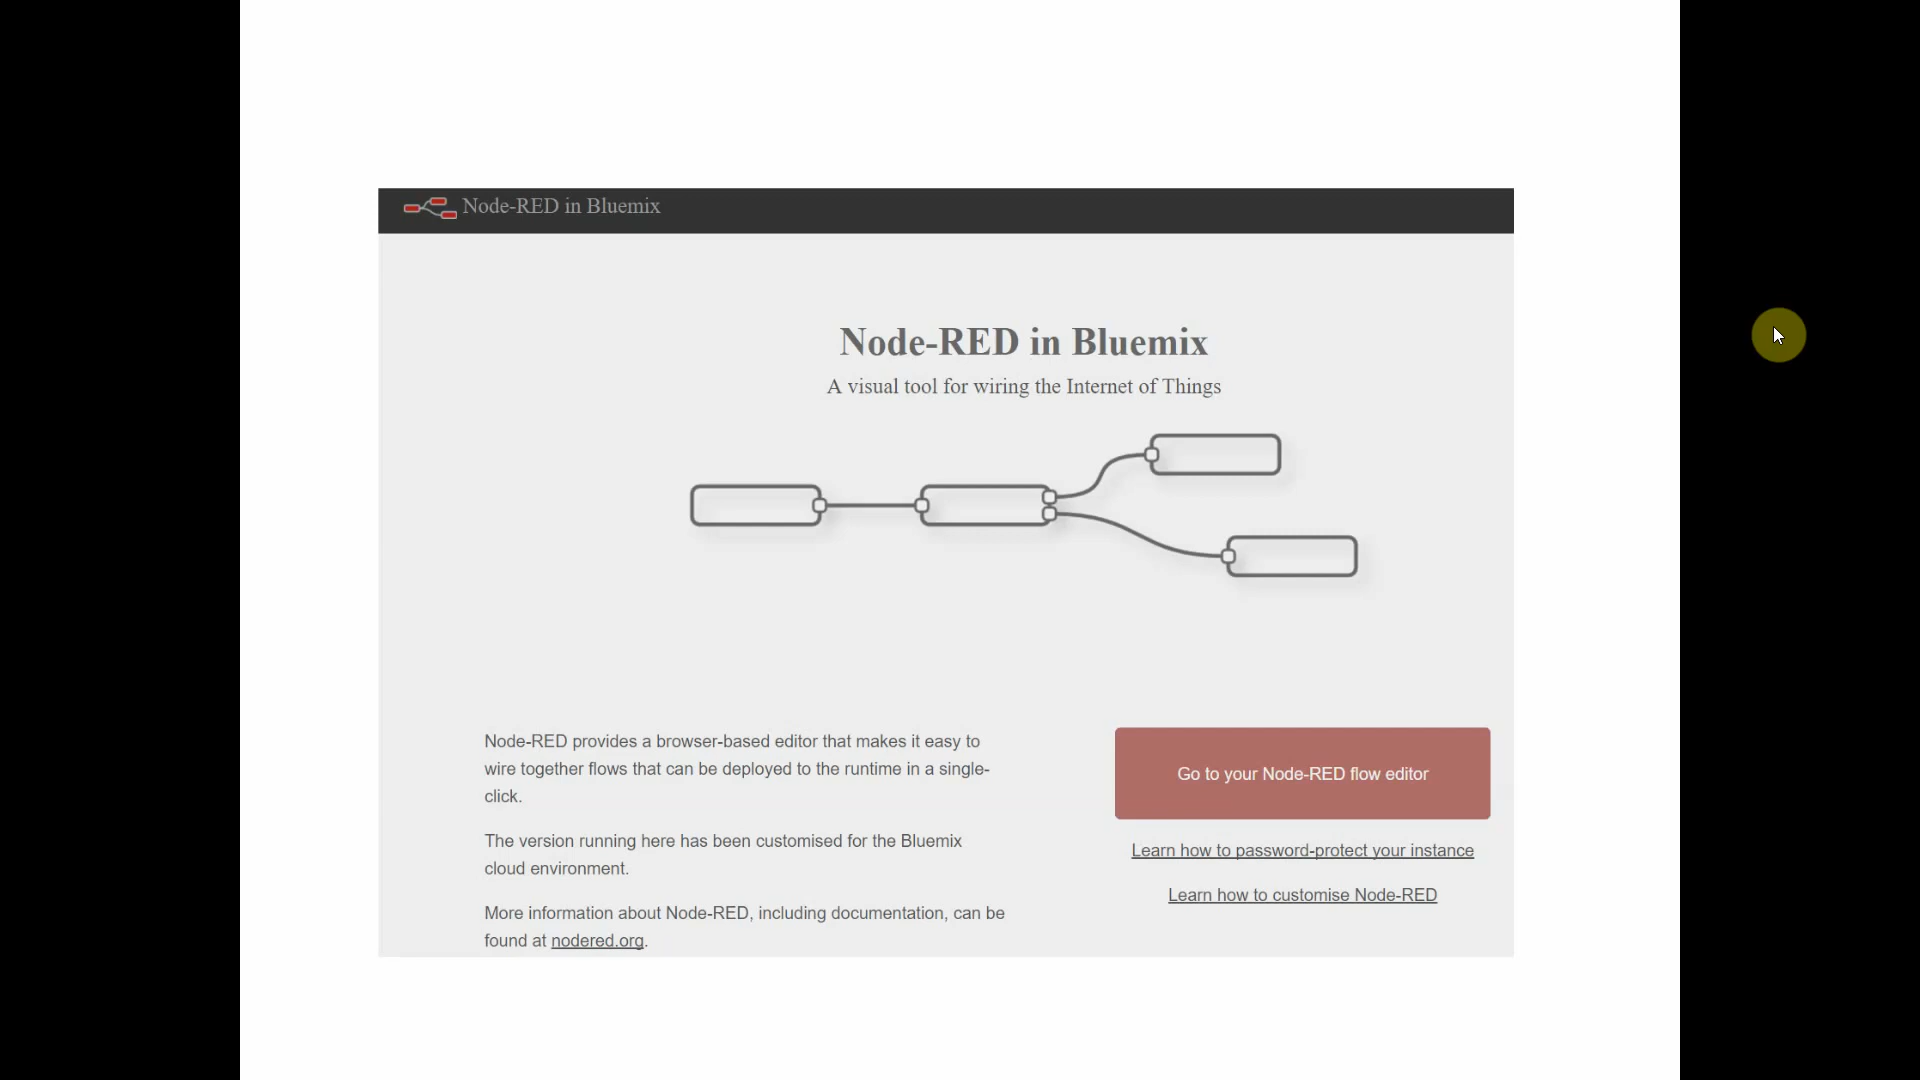 Node-RED in Bluemix
Node-RED in Bluemix
A visual tool for wiring the Internet of Things
Node-RED provides a browser-based editor that makes it easy to
wire together flows that can be deployed to the runtime in a single-
click.
The version running here has been customised for the Bluemix
cloud environment.
More information about Node-RED, including documentation, can be
found at nodered.org.
Go to your Node-RED flow editor
Learn how to password-protect your instance
Learn how to customise Node-RED